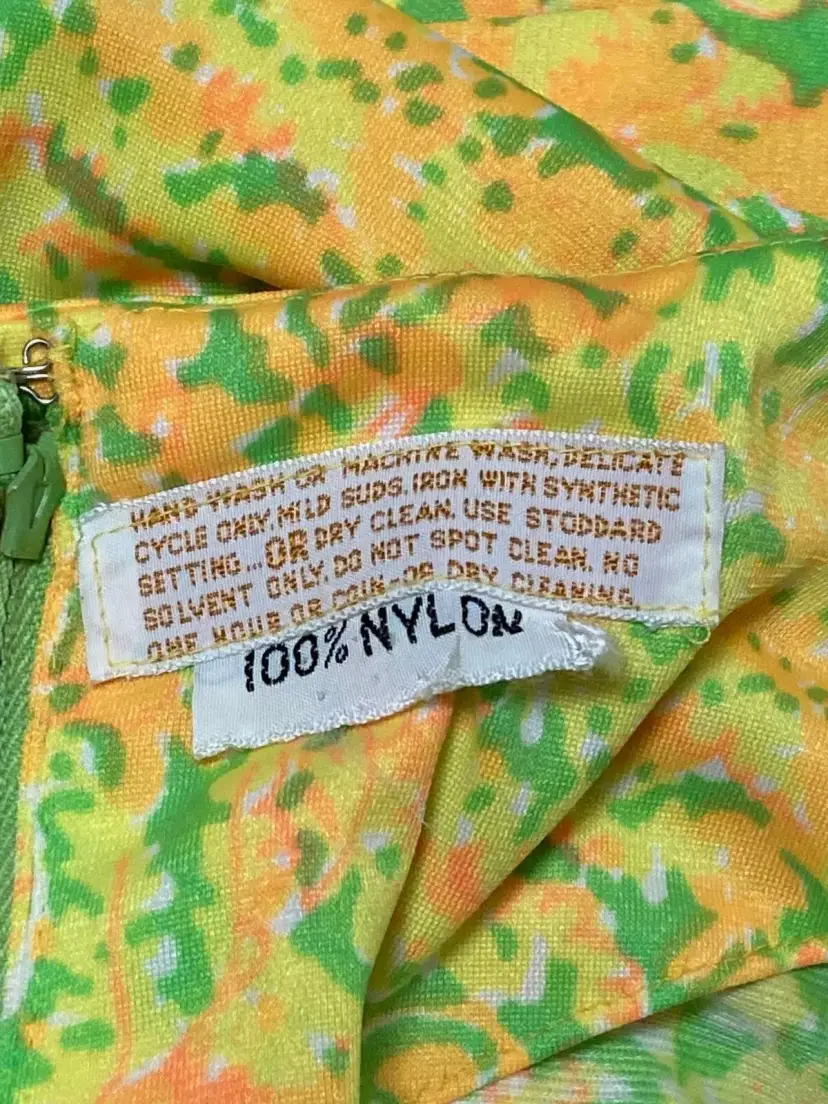 HAND WASH OR MACHINE WASH, DELICATE
CYCLE ONLY, MILD SUDS, IRON WITH SYNTHETIC
SETTING...OR DRY CLEAN. USE STODDARD
SOLVENT ONLY. DO NOT SPOT CLEAN. NO
ONE HOUR OR COIN-OP DRY CLEANING.
100% NYLON